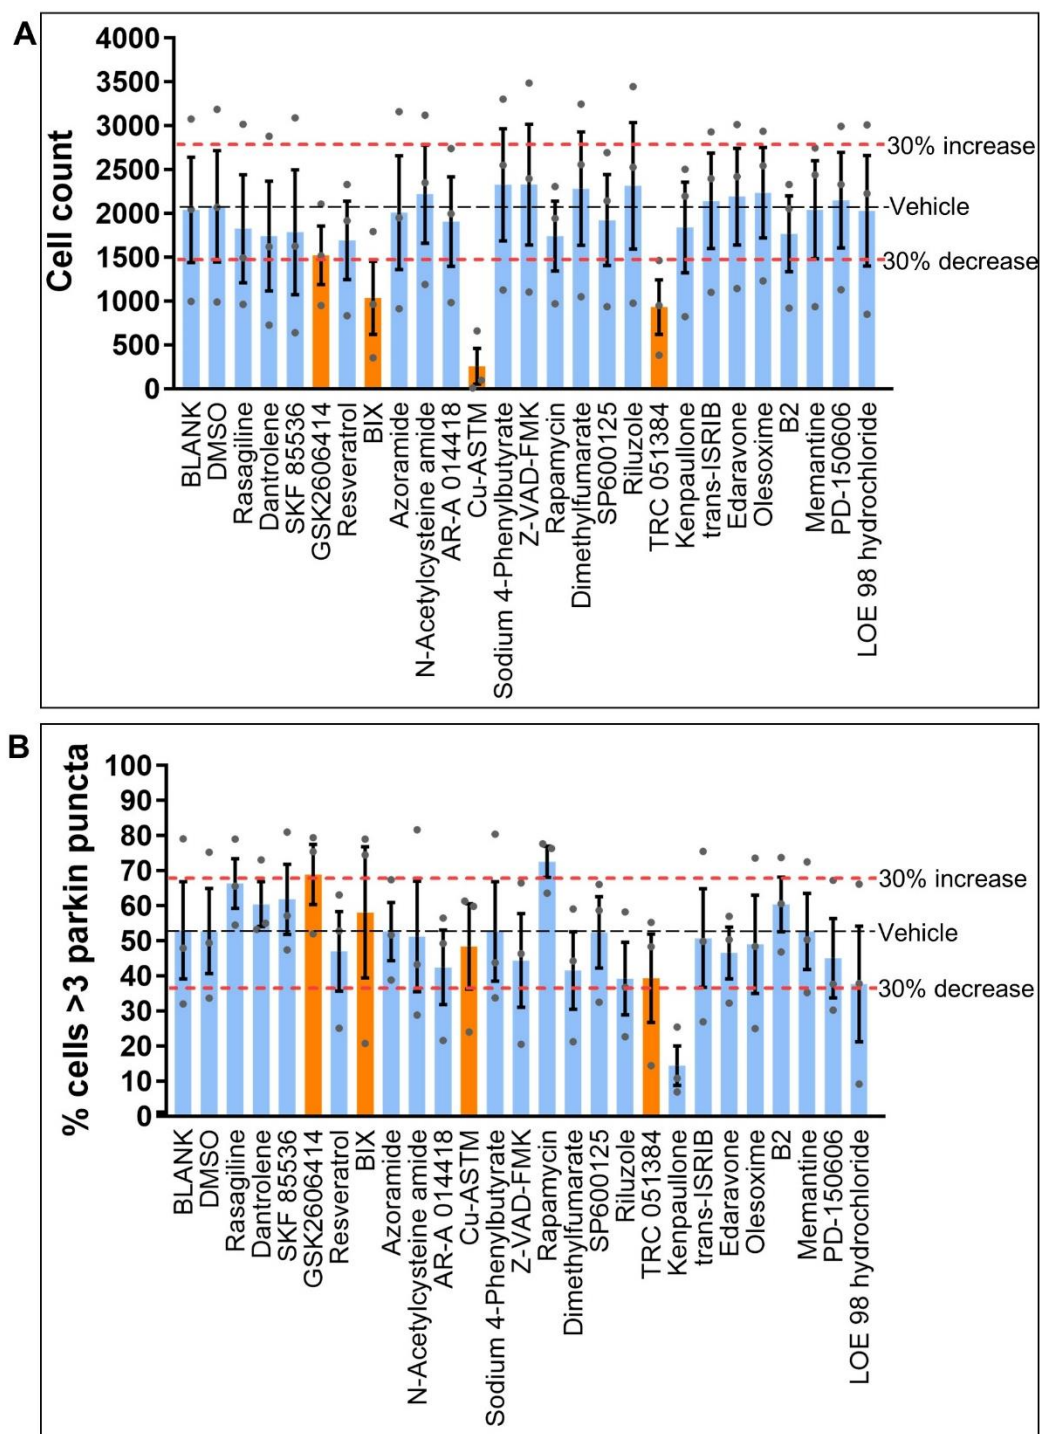 A
Cell count
4000
3500
3000
2500
2000
1500
1000
500
0
30% increase
Vehicle
30% decrease
BLANK
DMSO
Rasagiline
Dantrolene
SKF 85536
GSK2606414
Resveratrol
BIX
Azoramide
N-Acetylcysteine amide
AR-A 014418
Cu-ASTM
Sodium 4-Phenylbutyrate
Z-VAD-FMK
Rapamycin
Dimethylfumarate
SP600125
Riluzole
TRC 051384
Kenpaullone
trans-ISRIB
Edaravone
Olesoxime
B2
Memantine
PD-150606
LOE 98 hydrochloride
B
% cells >3 parkin puncta
100
90
80
70
60
50
40
30
20
10
0
30% increase
Vehicle
30% decrease
BLANK
DMSO
Rasagiline
Dantrolene
SKF 85536
GSK2606414
Resveratrol
BIX
Azoramide
N-Acetylcysteine amide
AR-A 014418
Cu-ASTM
Sodium 4-Phenylbutyrate
Z-VAD-FMK
Rapamycin
Dimethylfumarate
SP600125
Riluzole
TRC 051384
Kenpaullone
trans-ISRIB
Edaravone
Olesoxime
B2
Memantine
PD-150606
LOE 98 hydrochloride